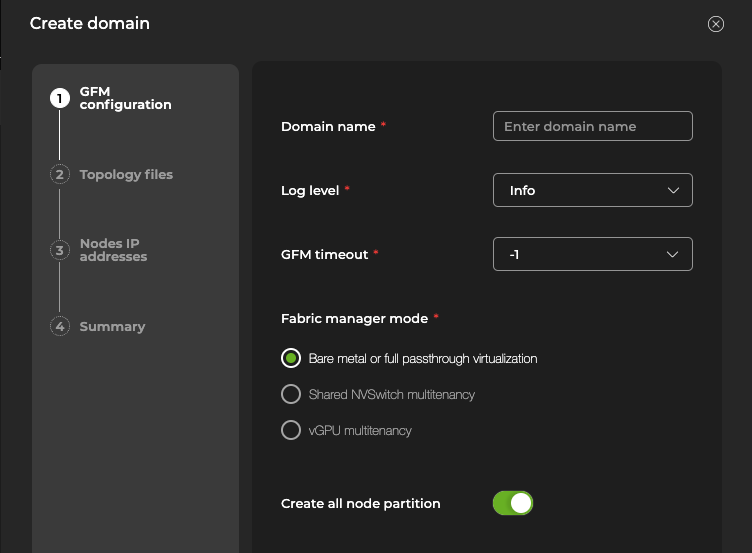 Create domain
1
GFM
configuration
2
Topology files
3
Nodes IP
addresses
4
Summary
Domain name *
Enter domain name
Log level *
Info
GFM timeout *
-1
Fabric manager mode *
Bare metal or full passthrough virtualization
Shared NVSwitch multitenancy
vGPU multitenancy
Create all node partition